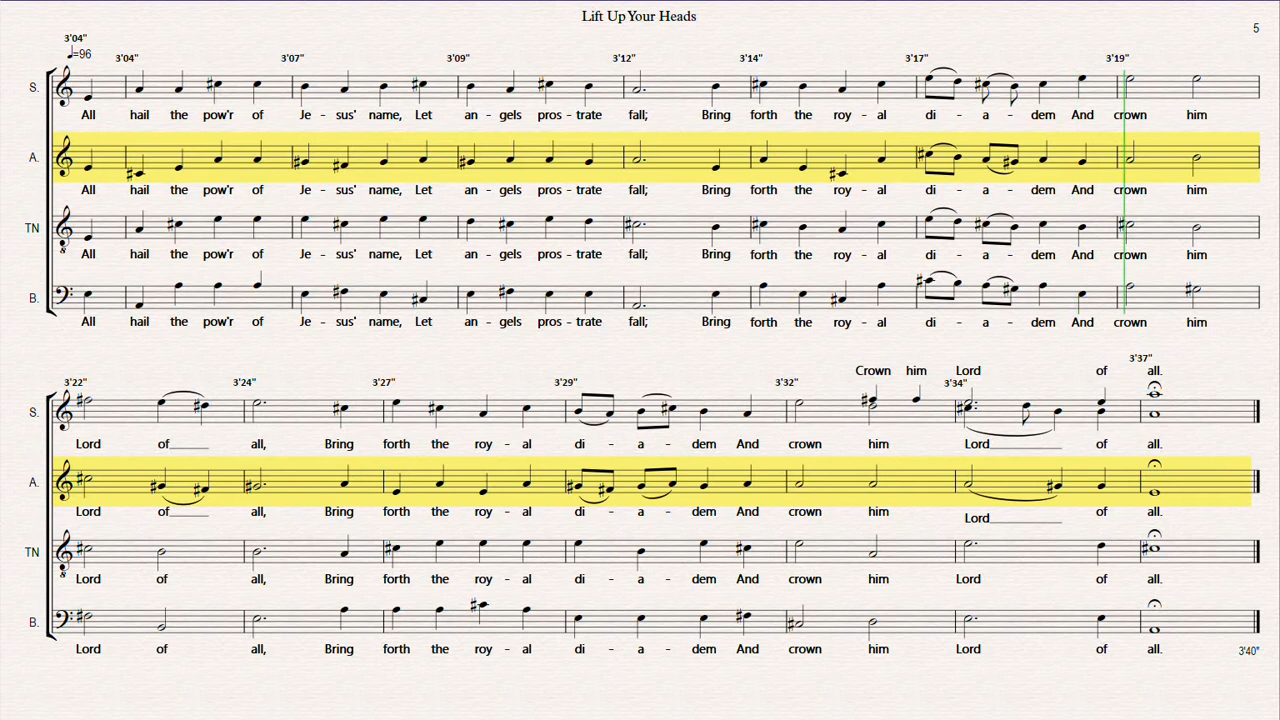 Lift Up Your Heads
5
3'04"
♩=96 3'04" 3'07" 3'09" 3'12" 3'14" 3'17" 3'19"
S.
All hail the pow'r of Je - sus' name, Let an - gels pros - trate fall; Bring forth the roy - al di - a - dem And crown him
A.
All hail the pow'r of Je - sus' name, Let an - gels pros - trate fall; Bring forth the roy - al di - a - dem And crown him
TN
8
All hail the pow'r of Je - sus' name, Let an - gels pros - trate fall; Bring forth the roy - al di - a - dem And crown him
B.
All hail the pow'r of Je - sus' name, Let an - gels pros - trate fall; Bring forth the roy - al di - a - dem And crown him
3'22" 3'24" 3'27" 3'29" 3'32" 3'34" 3'37"
Crown him Lord of all.
S.
Lord of_____ all, Bring forth the roy - al di - a - dem And crown him Lord_________ of all.
A.
Lord of_____ all, Bring forth the roy - al di - a - dem And crown him Lord_________ of all.
TN
8
Lord of all, Bring forth the roy - al di - a - dem And crown him Lord of all.
B.
Lord of all, Bring forth the roy - al di - a - dem And crown him Lord of all.
3'40"